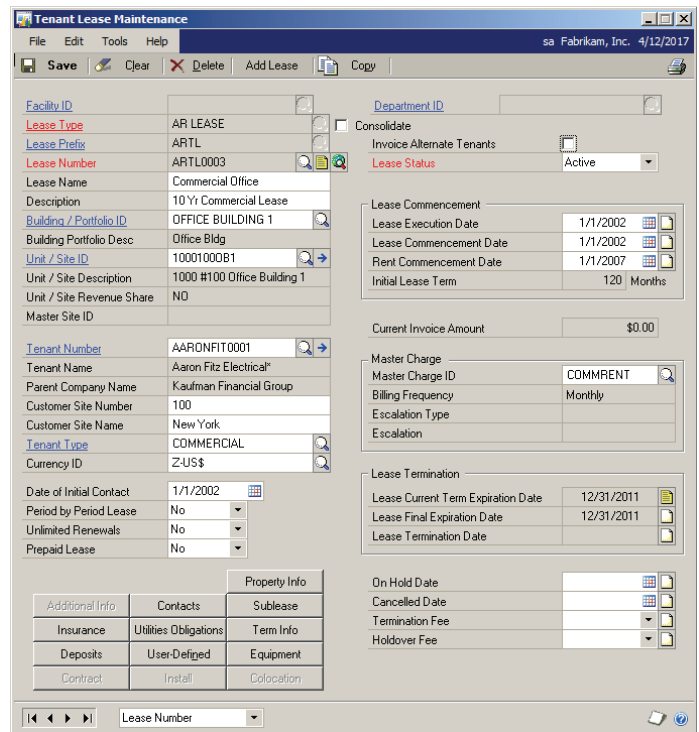 Tenant Lease Maintenance
File Edit Tools Help sa Fabrikam, Inc. 4/12/2017
Save Clear Delete Add Lease Copy
Facility ID
Department ID
Lease Type AR LEASE Consolidate
Lease Prefix ARTL Invoice Alternate Tenants
Lease Number ARTL0003 Lease Status Active
Lease Name Commercial Office
Description 10 Yr Commercial Lease
Building / Portfolio ID OFFICE BUILDING 1
Building Portfolio Desc Office Bldg
Unit / Site ID 1000100OB1
Unit / Site Description 1000 #100 Office Building 1
Unit / Site Revenue Share NO
Master Site ID
Lease Commencement
Lease Execution Date 1/1/2002
Lease Commencement Date 1/1/2002
Rent Commencement Date 1/1/2007
Initial Lease Term 120 Months
Current Invoice Amount $0.00
Tenant Number AARONFIT0001
Tenant Name Aaron Fitz Electrical*
Parent Company Name Kaufman Financial Group
Customer Site Number 100
Customer Site Name New York
Tenant Type COMMERCIAL
Currency ID Z-US$
Master Charge
Master Charge ID COMMRENT
Billing Frequency Monthly
Escalation Type
Escalation
Date of Initial Contact 1/1/2002
Period by Period Lease No
Unlimited Renewals No
Prepaid Lease No
Lease Termination
Lease Current Term Expiration Date 12/31/2011
Lease Final Expiration Date 12/31/2011
Lease Termination Date
Property Info
Additional Info Contacts Sublease
Insurance Utilities Obligations Term Info
Deposits User-Defined Equipment
Contract Install Colocation
On Hold Date
Cancelled Date
Termination Fee
Holdover Fee
Lease Number